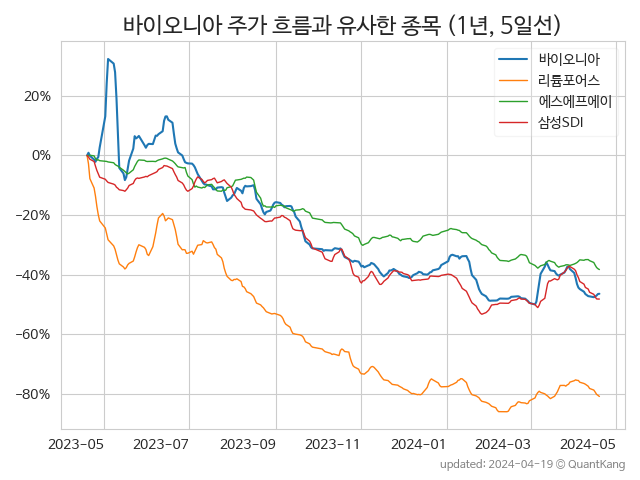 바이오니아 주가 흐름과 유사한 종목 (1년, 5일선)
바이오니아
리튬포어스
에스에프에이
삼성SDI
20%
0%
−20%
−40%
−60%
−80%
2023-05 2023-07 2023-09 2023-11 2024-01 2024-03 2024-05
updated: 2024-04-19 © QuantKang